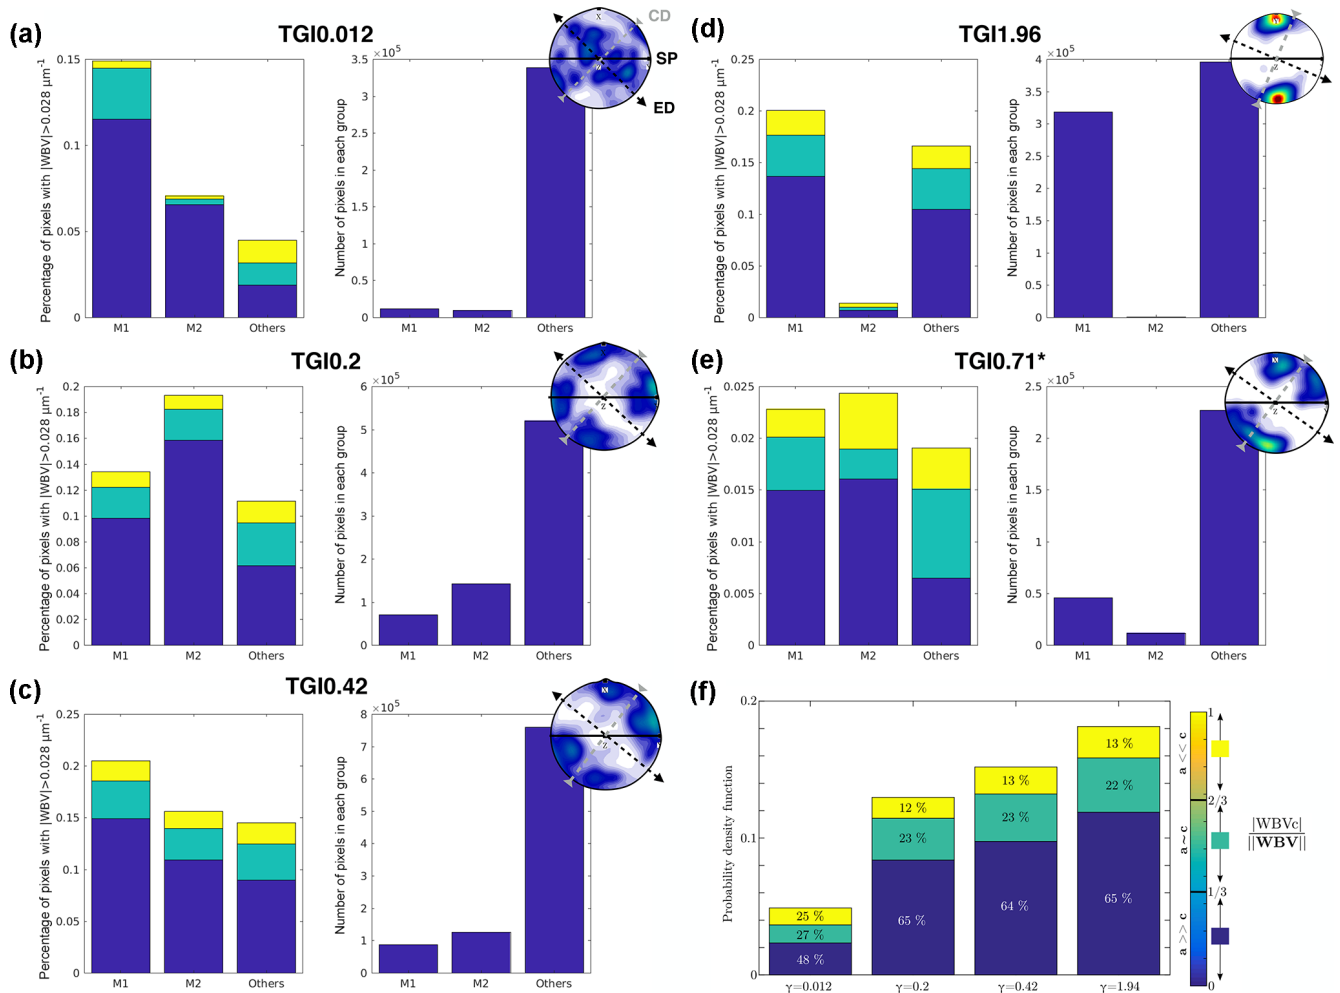 (a)
TGI0.012
Percentage of pixels with |WBV|>0.028 µm⁻¹
0.15
0.1
0.05
0
M1 M2 Others
Number of pixels in each group
×10⁵
3.5
3
2.5
2
1.5
1
0.5
0
M1 M2 Others
X
Z
CD
SP
ED
(b)
TGI0.2
Percentage of pixels with |WBV|>0.028 µm⁻¹
0.2
0.18
0.16
0.14
0.12
0.1
0.08
0.06
0.04
0.02
0
M1 M2 Others
Number of pixels in each group
×10⁵
6
5
4
3
2
1
0
M1 M2 Others
Z
(c)
TGI0.42
Percentage of pixels with |WBV|>0.028 µm⁻¹
0.25
0.2
0.15
0.1
0.05
0
M1 M2 Others
Number of pixels in each group
×10⁵
8
7
6
5
4
3
2
1
0
M1 M2 Others
Z
(d)
TGI1.96
Percentage of pixels with |WBV|>0.028 µm⁻¹
0.25
0.2
0.15
0.1
0.05
0
M1 M2 Others
Number of pixels in each group
×10⁵
4
3.5
3
2.5
2
1.5
1
0.5
0
M1 M2 Others
Z
(e)
TGI0.71*
Percentage of pixels with |WBV|>0.028 µm⁻¹
0.025
0.02
0.015
0.01
0.005
0
M1 M2 Others
Number of pixels in each group
×10⁵
2.5
2
1.5
1
0.5
0
M1 M2 Others
Z
(f)
Probability density function
0.2
0.1
0
25 %
27 %
48 %
12 %
23 %
65 %
13 %
23 %
64 %
13 %
22 %
65 %
γ=0.012 γ=0.2 γ=0.42 γ=1.94
a << c
a ~ c
a >> c
1
2/3
1/3
0
|WBVc|
||WBV||